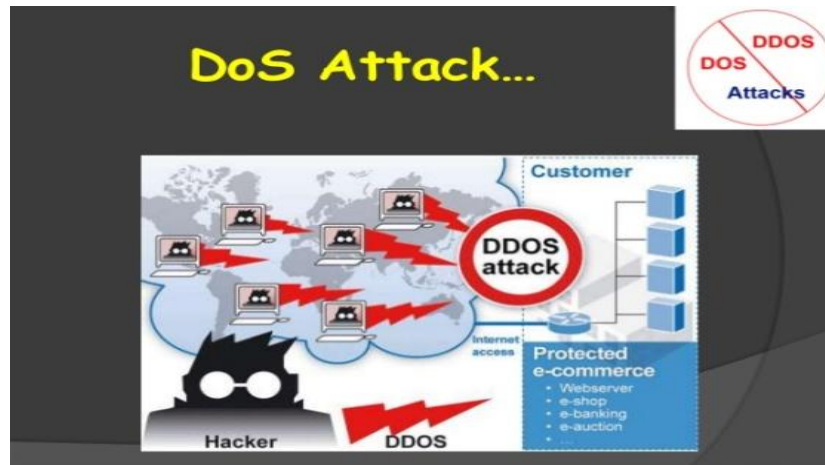 DoS Attack...
DDOS
DOS
Attacks
Customer
DDOS
attack
Internet
access
Protected
e-commerce
• Webserver
• e-shop
• e-banking
• e-auction
• ...
Hacker
DDOS